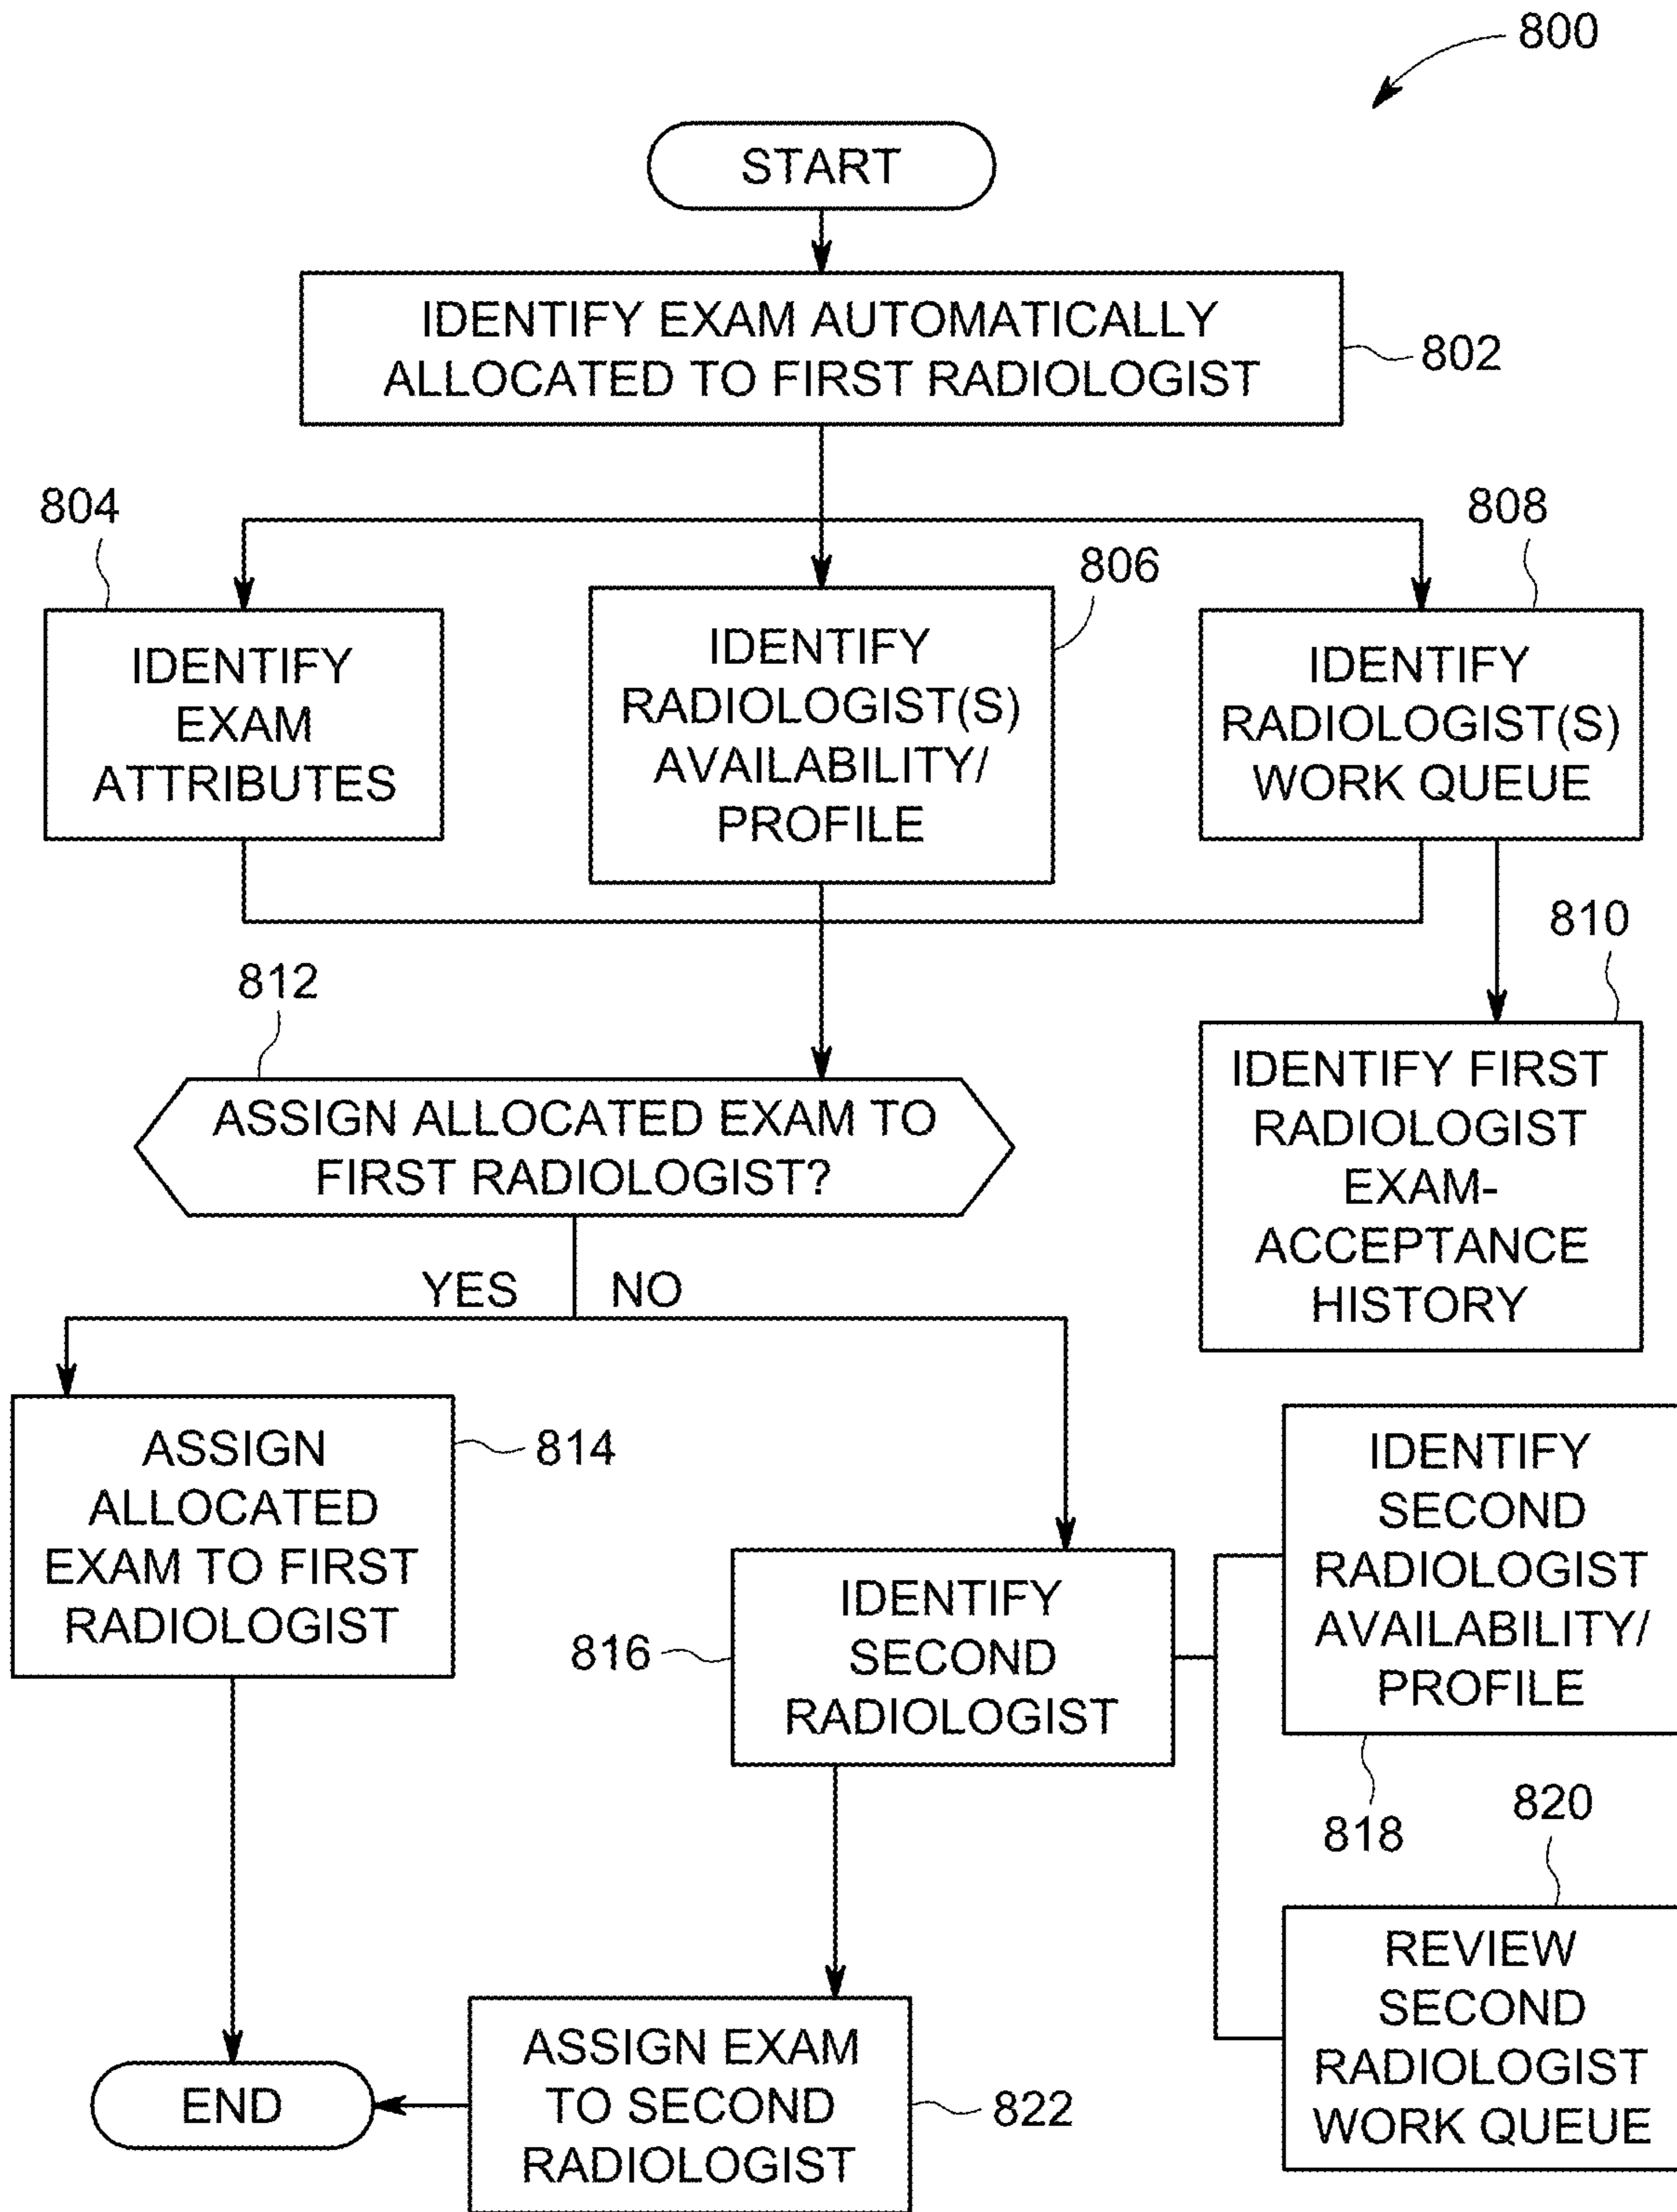 800
START
IDENTIFY EXAM AUTOMATICALLY
ALLOCATED TO FIRST RADIOLOGIST
802
804
IDENTIFY
EXAM
ATTRIBUTES
806
IDENTIFY
RADIOLOGIST(S)
AVAILABILITY/
PROFILE
808
IDENTIFY
RADIOLOGIST(S)
WORK QUEUE
810
IDENTIFY FIRST
RADIOLOGIST
EXAM-
ACCEPTANCE
HISTORY
812
ASSIGN ALLOCATED EXAM TO
FIRST RADIOLOGIST?
YES
NO
ASSIGN
ALLOCATED
EXAM TO FIRST
RADIOLOGIST
814
816
IDENTIFY
SECOND
RADIOLOGIST
IDENTIFY
SECOND
RADIOLOGIST
AVAILABILITY/
PROFILE
818
820
REVIEW
SECOND
RADIOLOGIST
WORK QUEUE
END
ASSIGN EXAM
TO SECOND
RADIOLOGIST
822